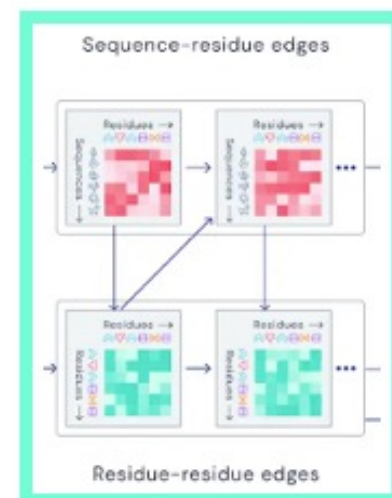 Sequence-residue edges
Residues →
Sequences →
Residues →
Sequences →
Residues →
Residues →
Residues →
Residues →
Residue-residue edges